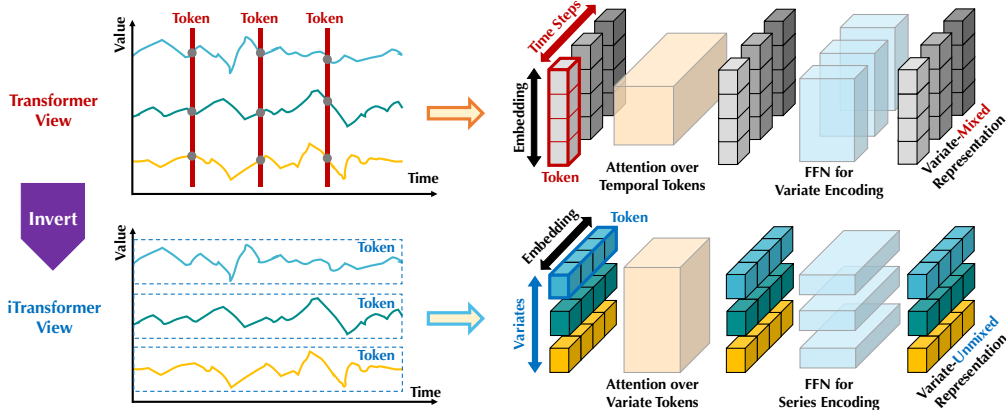 Token
Token
Token
Value
Time
Transformer
View
Time Steps
Embedding
Token
Attention over
Temporal Tokens
FFN for
Variate Encoding
Variate-Mixed
Representation
Invert
Value
Token
Token
Token
Time
iTransformer
View
Embedding
Token
Variates
Attention over
Variate Tokens
FFN for
Series Encoding
Variate-Unmixed
Representation